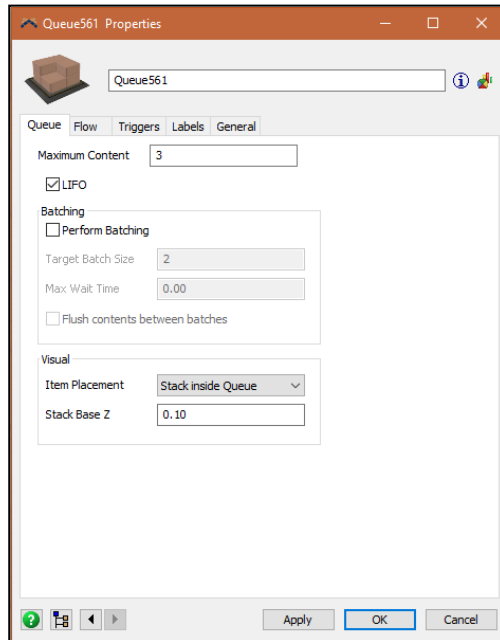 Queue561 Properties
Queue561
Queue Flow Triggers Labels General
Maximum Content 3
LIFO
Batching
Perform Batching
Target Batch Size 2
Max Wait Time 0.00
Flush contents between batches
Visual
Item Placement Stack inside Queue
Stack Base Z 0.10
Apply OK Cancel